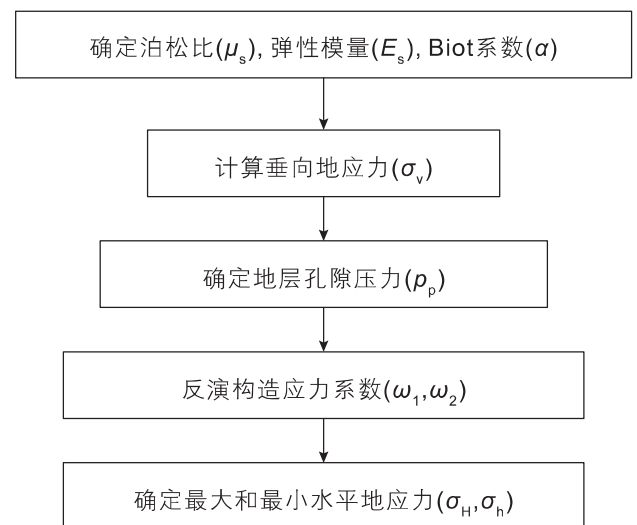 确定泊松比(μs), 弹性模量(Es), Biot系数(α)
计算垂向地应力(σv)
确定地层孔隙压力(pp)
反演构造应力系数(ω1,ω2)
确定最大和最小水平地应力(σH,σh)